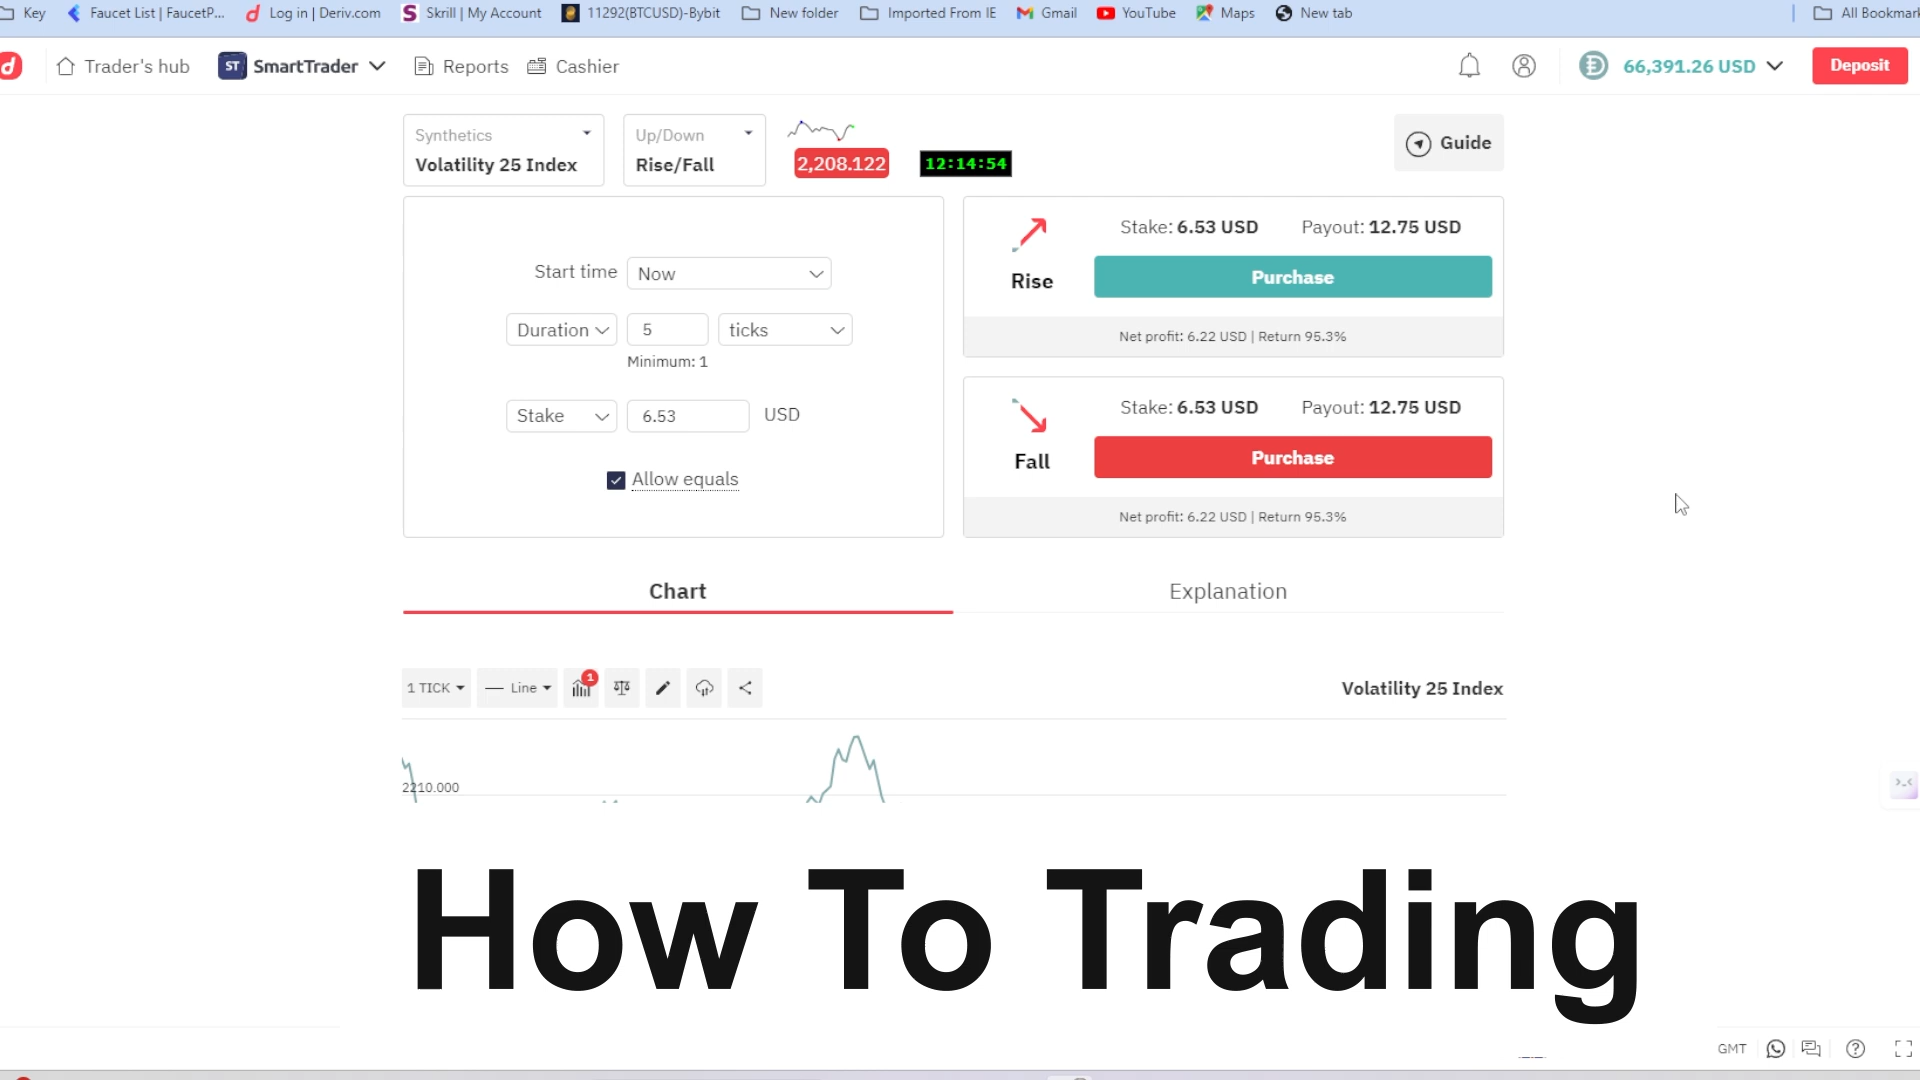 Key Faucet List | FaucetP... Log in | Deriv.com Skrill | My Account 11292(BTCUSD)-Bybit New folder Imported From IE Gmail YouTube Maps New tab All Bookmark
Trader's hub ST SmartTrader Reports Cashier 66,391.26 USD Deposit
Synthetics
Volatility 25 Index
Up/Down
Rise/Fall
2,208.122
12:14:54
Guide
Start time Now
Duration 5 ticks
Minimum: 1
Stake 6.53 USD
Allow equals
Stake: 6.53 USD Payout: 12.75 USD
Rise
Purchase
Net profit: 6.22 USD | Return 95.3%
Stake: 6.53 USD Payout: 12.75 USD
Fall
Purchase
Net profit: 6.22 USD | Return 95.3%
Chart Explanation
1 TICK Line 1 Volatility 25 Index
2210.000
How To Trading
GMT